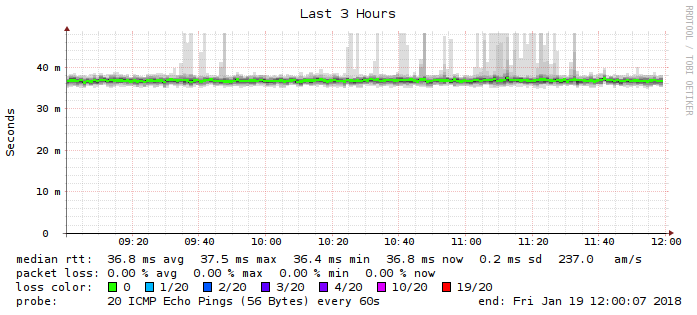 Last 3 Hours
RRDTOOL / TOBI OETIKER
Seconds
40 m
30 m
20 m
10 m
0
09:20 09:40 10:00 10:20 10:40 11:00 11:20 11:40 12:00
median rtt: 36.8 ms avg 37.5 ms max 36.4 ms min 36.8 ms now 0.2 ms sd 237.0 am/s
packet loss: 0.00 % avg 0.00 % max 0.00 % min 0.00 % now
loss color: 0 1/20 2/20 3/20 4/20 10/20 19/20
probe: 20 ICMP Echo Pings (56 Bytes) every 60s end: Fri Jan 19 12:00:07 2018